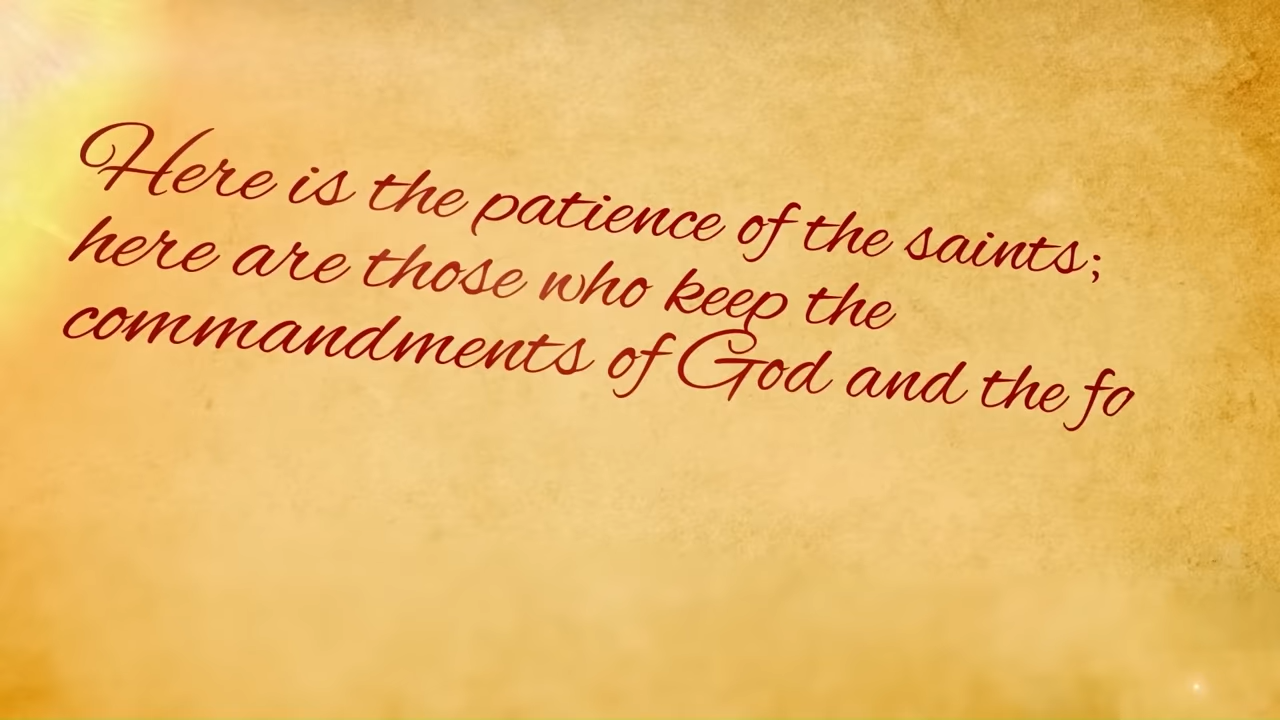 Here is the patience of the saints;
here are those who keep the
commandments of God and the fo